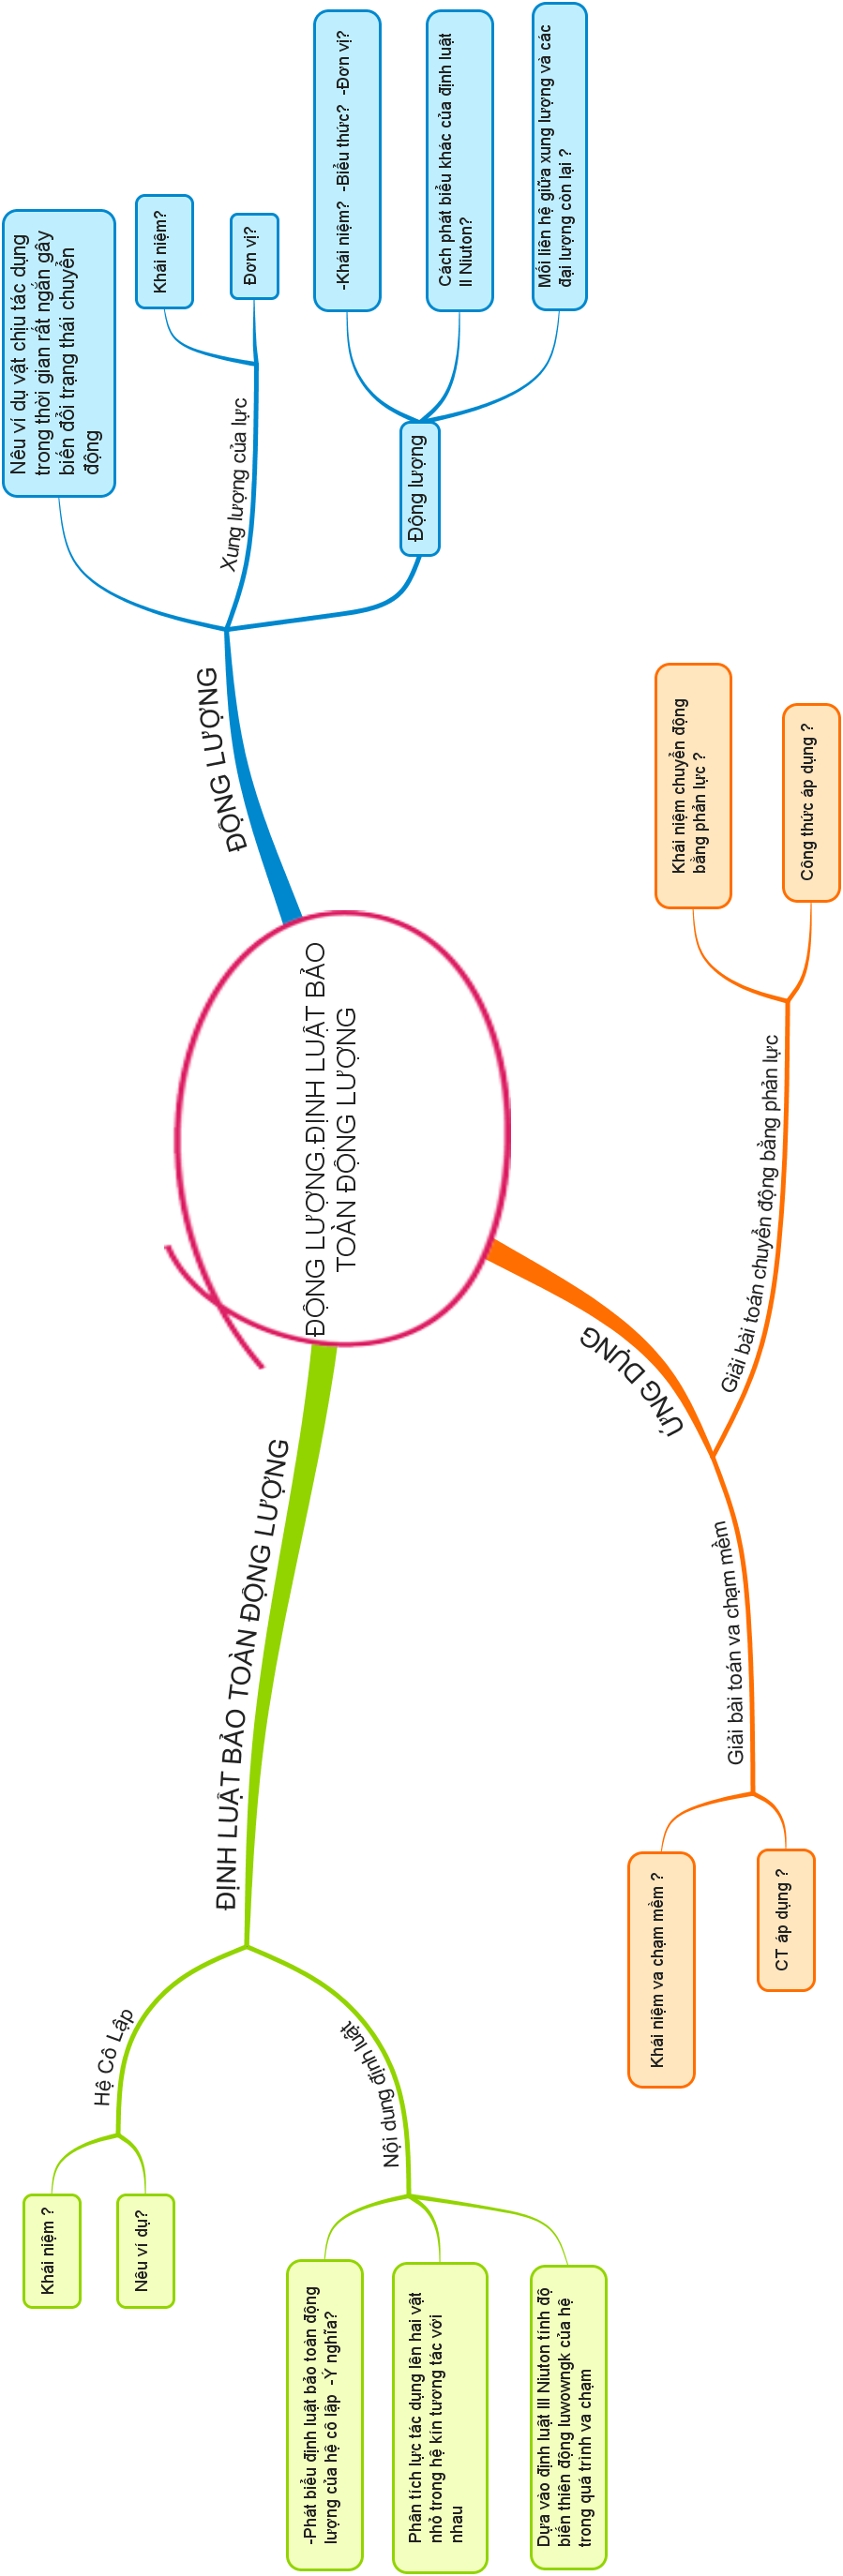 ĐỘNG LƯỢNG.ĐỊNH LUẬT BẢO
TOÀN ĐỘNG LƯỢNG
ĐỘNG LƯỢNG
Nêu ví dụ vật chịu tác dụng
trong thời gian rất ngắn gây
biến đổi trạng thái chuyển
động
Xung lượng của lực
Khái niệm?
Đơn vị?
Động lượng
-Khái niệm? -Biểu thức? -Đơn vị?
Cách phát biểu khác của định luật
II Niuton?
Mối liên hệ giữa xung lượng và các
đại lượng còn lại ?
ỨNG DỤNG
Giải bài toán chuyển động bằng phản lực
Khái niệm chuyển động
bằng phản lực ?
Công thức áp dụng ?
Giải bài toán va chạm mềm
Khái niệm va chạm mềm ?
CT áp dụng ?
ĐỊNH LUẬT BẢO TOÀN ĐỘNG LƯỢNG
Hệ Cô Lập
Khái niệm ?
Nêu ví dụ?
Nội dung định luật
-Phát biểu định luật bảo toàn động
lượng của hệ cô lập -Ý nghĩa?
Phân tích lực tác dụng lên hai vật
nhỏ trong hệ kín tương tác với
nhau
Dựa vào định luật III Niuton tính độ
biến thiên động luwowngk của hệ
trong quá trình va chạm